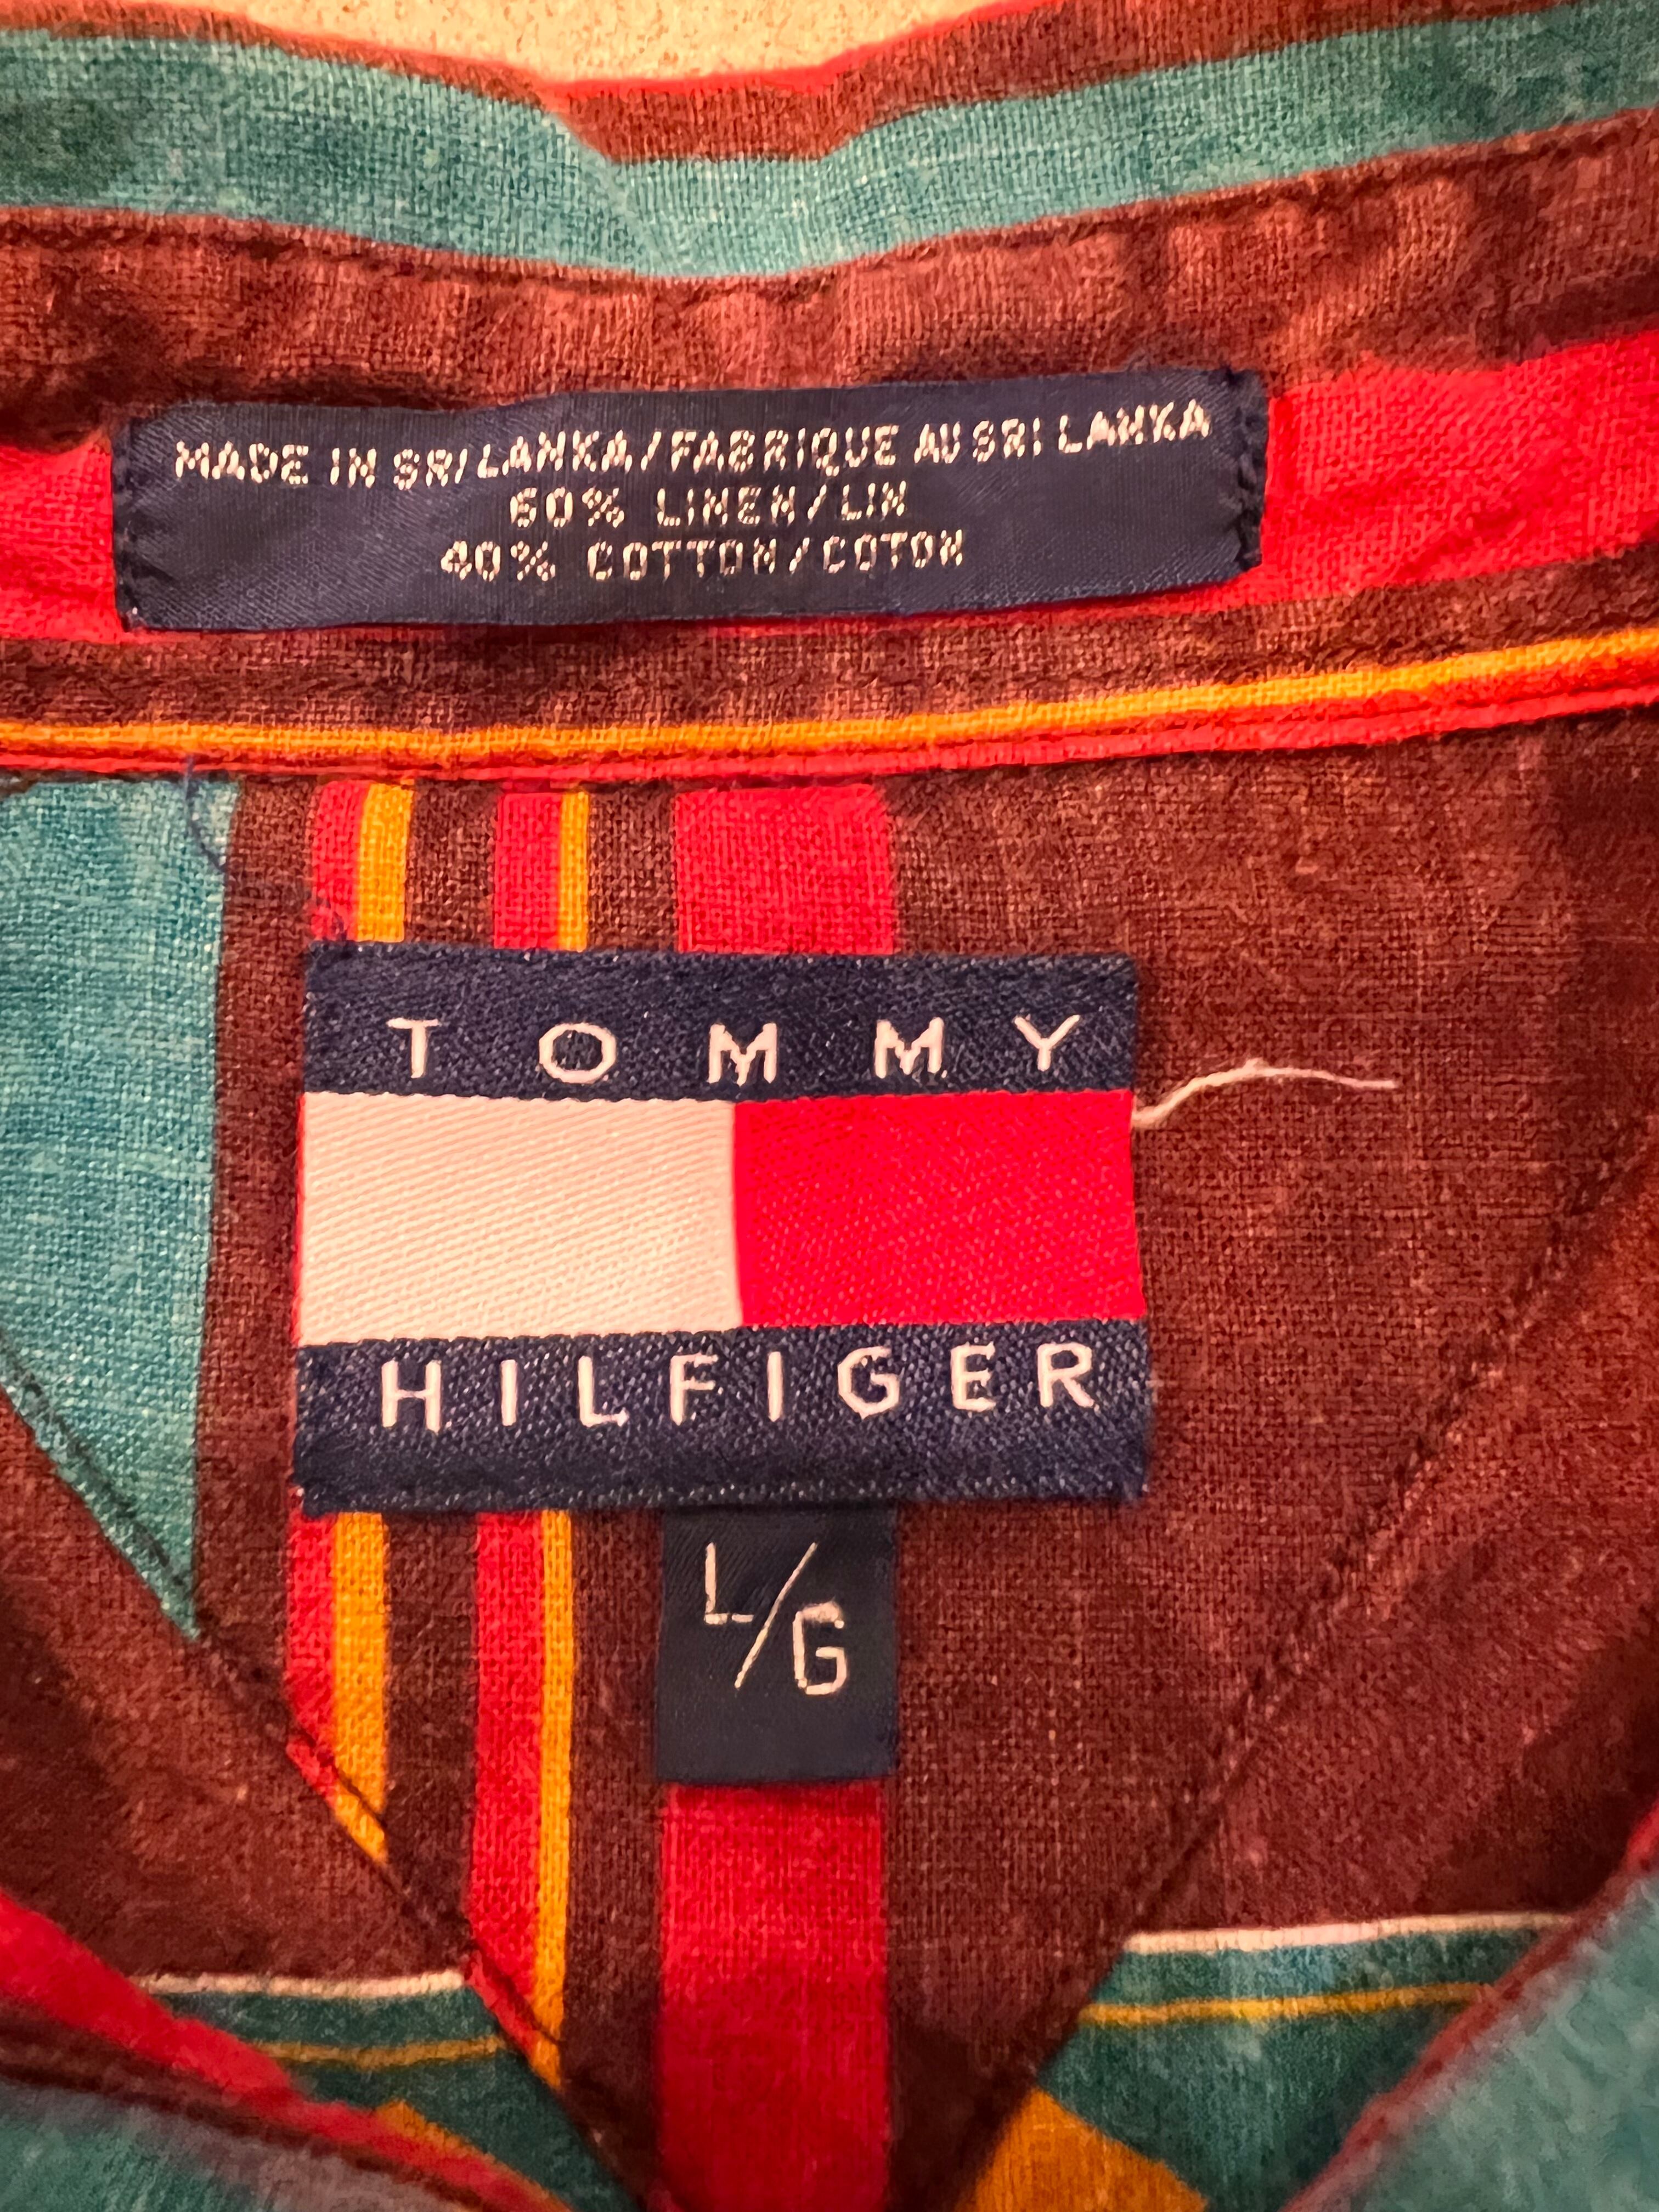 MADE IN SRI LANKA/FABRIQUE AU SRI LANKA
60% LINEN/LIN
40% COTTON/COTON
TOMMY
HILFIGER
L/G